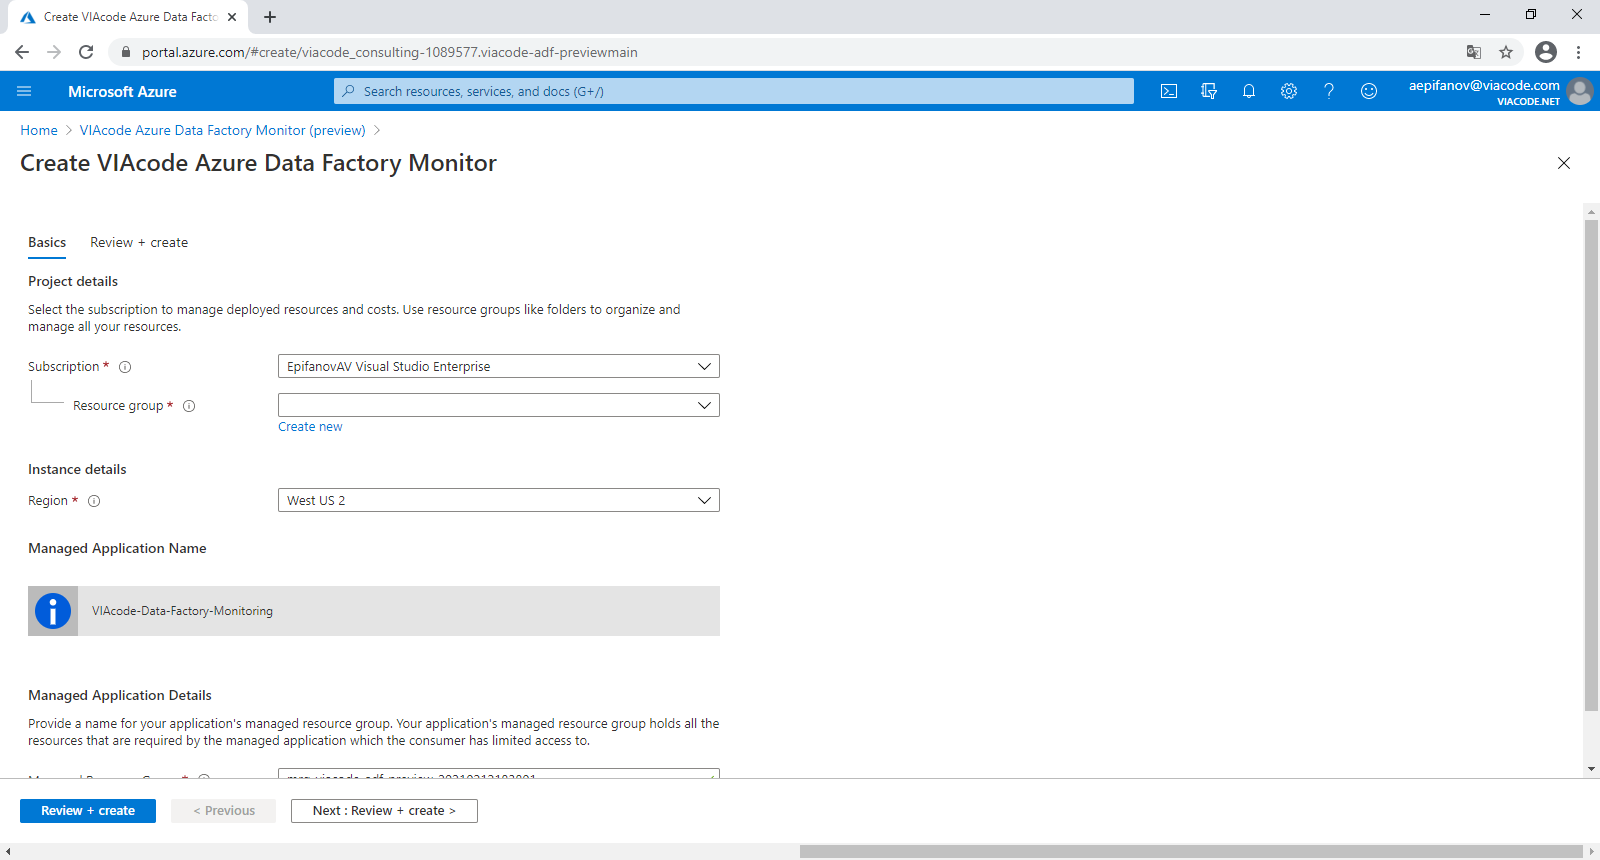 Create VIAcode Azure Data Facto
portal.azure.com/#create/viacode_consulting-1089577.viacode-adf-previewmain
Microsoft Azure
Search resources, services, and docs (G+/)
aepifanov@viacode.com
VIACODE.NET
Home > VIAcode Azure Data Factory Monitor (preview) >
Create VIAcode Azure Data Factory Monitor
Basics
Review + create
Project details
Select the subscription to manage deployed resources and costs. Use resource groups like folders to organize and
manage all your resources.
Subscription *
EpifanovAV Visual Studio Enterprise
Resource group *
Create new
Instance details
Region *
West US 2
Managed Application Name
VIAcode-Data-Factory-Monitoring
Managed Application Details
Provide a name for your application's managed resource group. Your application's managed resource group holds all the
resources that are required by the managed application which the consumer has limited access to.
Review + create
< Previous
Next : Review + create >